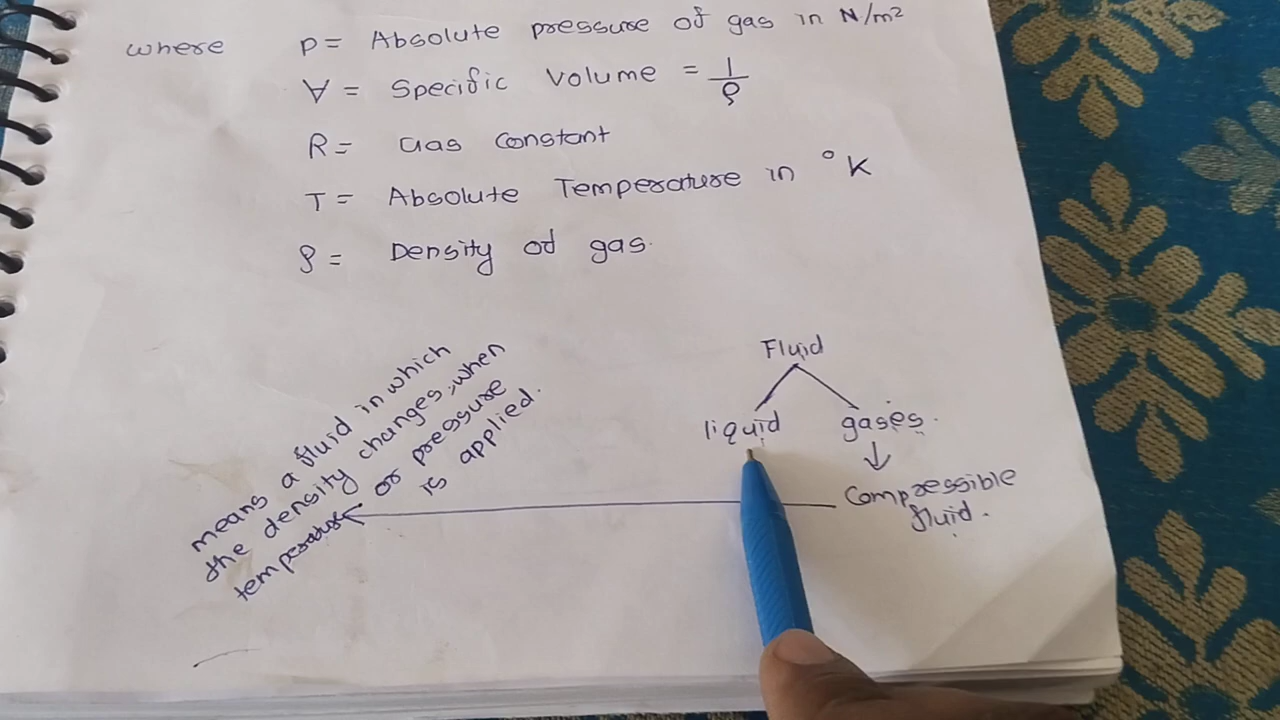 where P = Absolute pressure of gas in N/m²
∀ = Specific Volume = 1/ρ
R = Gas constant
T = Absolute Temperature in °K
ρ = Density of gas.
Fluid
liquid gases.
↓
Compressible
fluid.
means a fluid in which
the density changes, when
temperature or pressure
is applied.